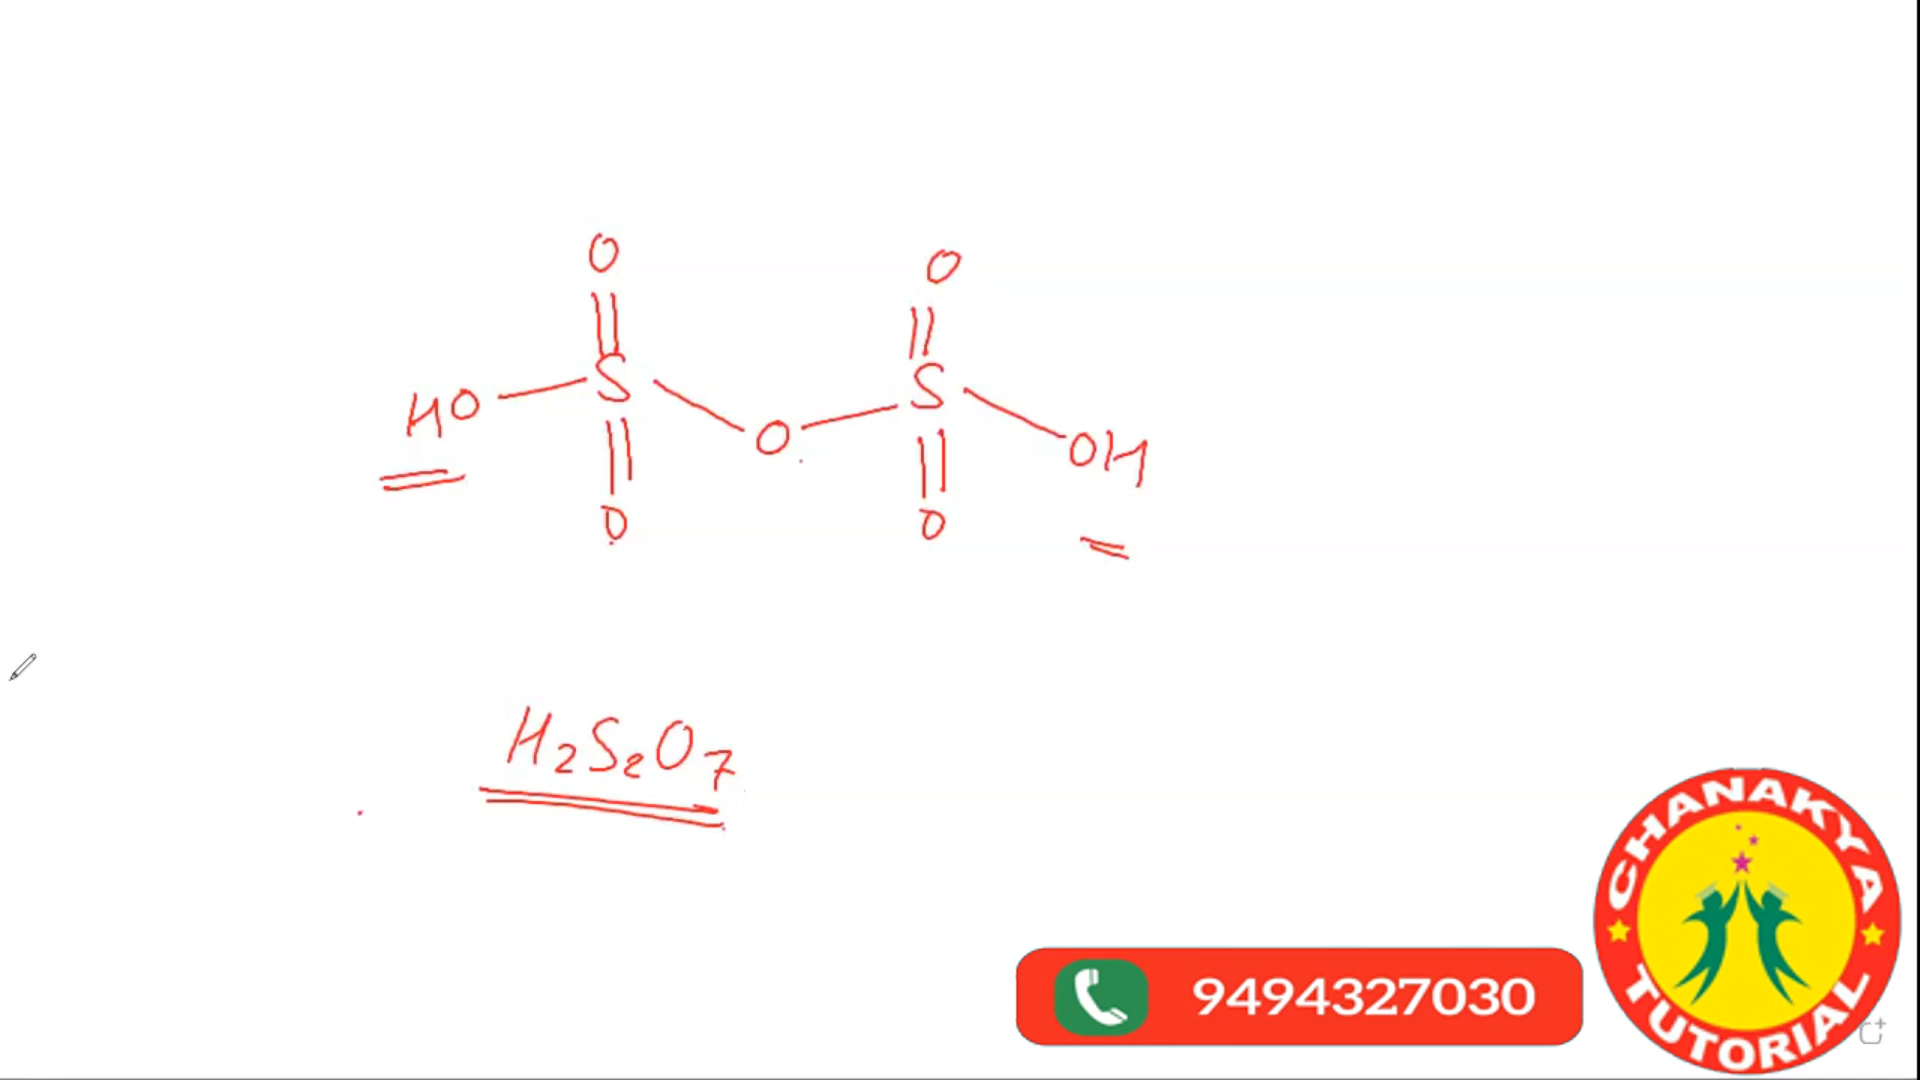 O O
HO S O S OH
O O
H₂S₂O₇
9494327030
CHANAKYA
TUTORIAL